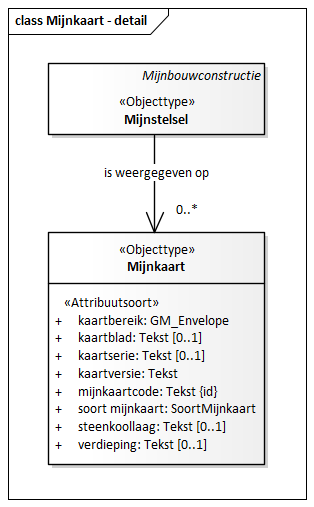 class Mijnkaart - detail
Mijnbouwconstructie
«Objecttype»
Mijnstelsel
is weergegeven op
0..*
«Objecttype»
Mijnkaart
«Attribuutsoort»
+ kaartbereik: GM_Envelope
+ kaartblad: Tekst [0..1]
+ kaartserie: Tekst [0..1]
+ kaartversie: Tekst
+ mijnkaartcode: Tekst {id}
+ soort mijnkaart: SoortMijnkaart
+ steenkoollaag: Tekst [0..1]
+ verdieping: Tekst [0..1]